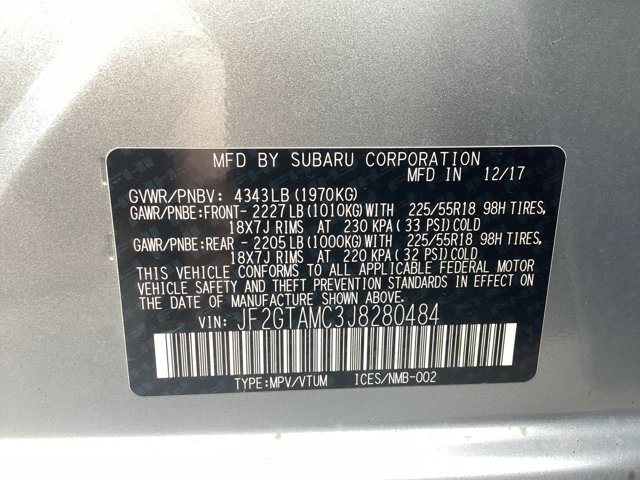 MFD BY SUBARU CORPORATION
MFD IN 12/17
GVWR/PNBV: 4343LB(1970KG)
GAWR/PNBE:FRONT- 2227LB(1010KG)WITH 225/55R18 98H TIRES,
18X7J RIMS AT 230 KPA(33 PSI)COLD
GAWR/PNBE:REAR -2205LB(1000KG)WITH 225/55R18 98H TIRES,
18X7J RIMS AT 220 KPA(32 PSI)COLD
THIS VEHICLE CONFORMS TO ALL APPLICABLE FEDERAL MOTOR
VEHICLE SAFETY AND THEFT PREVENTION STANDARDS IN EFFECT ON
THE DATE OF MANUFACTURE SHOWN ABOVE.
VIN: JF2GTAMC3J8280484
TYPE:MPV/VTUM ICES/NMB-002